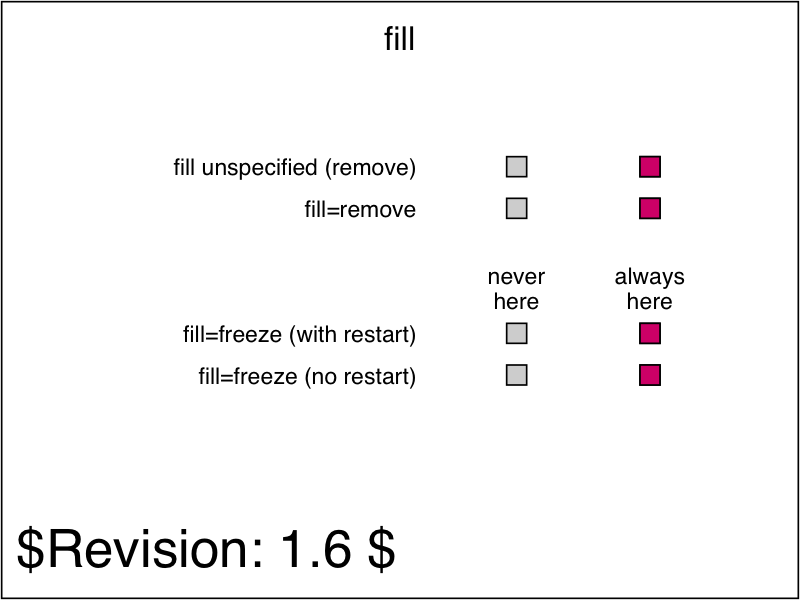 fill
fill unspecified (remove)
fill=remove
never always
here here
fill=freeze (with restart)
fill=freeze (no restart)
$Revision: 1.6 $